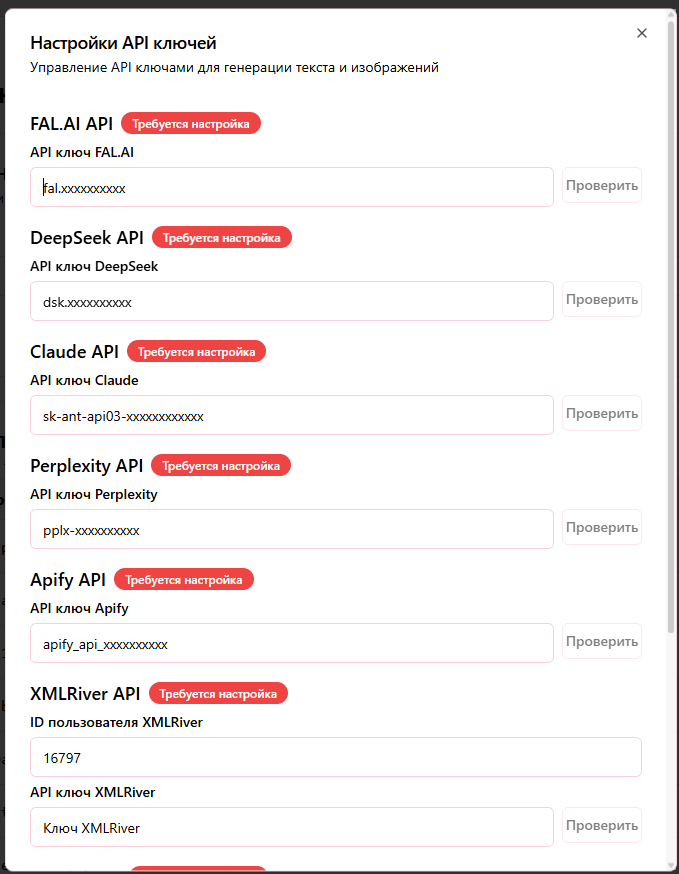 Настройки API ключей
Управление API ключами для генерации текста и изображений
FAL.AI API Требуется настройка
API ключ FAL.AI
fal.xxxxxxxxxx Проверить
DeepSeek API Требуется настройка
API ключ DeepSeek
dsk.xxxxxxxxxx Проверить
Claude API Требуется настройка
API ключ Claude
sk-ant-api03-xxxxxxxxxxxx Проверить
Perplexity API Требуется настройка
API ключ Perplexity
pplx-xxxxxxxxxx Проверить
Apify API Требуется настройка
API ключ Apify
apify_api_xxxxxxxxxx Проверить
XMLRiver API Требуется настройка
ID пользователя XMLRiver
16797
API ключ XMLRiver
Ключ XMLRiver Проверить